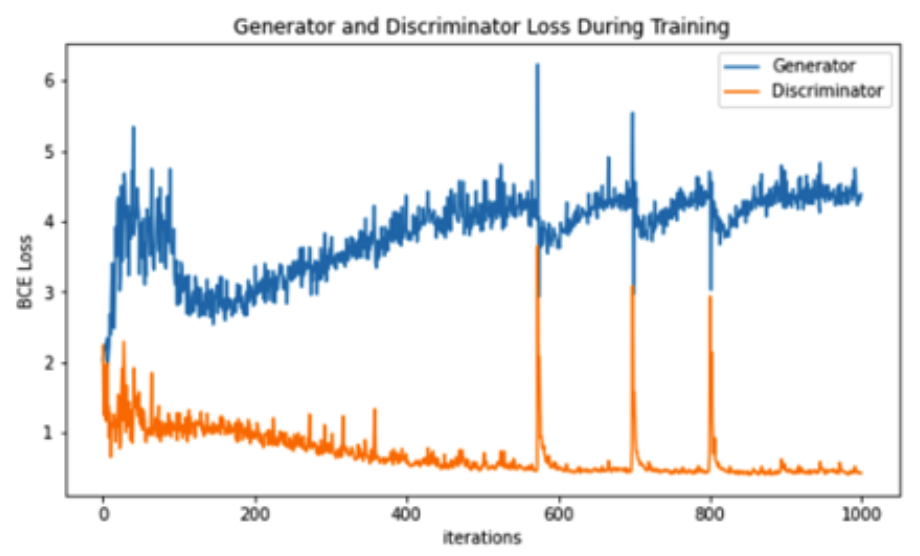 Generator and Discriminator Loss During Training
Generator
Discriminator
6
5
4
3
2
1
BCE Loss
0 200 400 600 800 1000
iterations